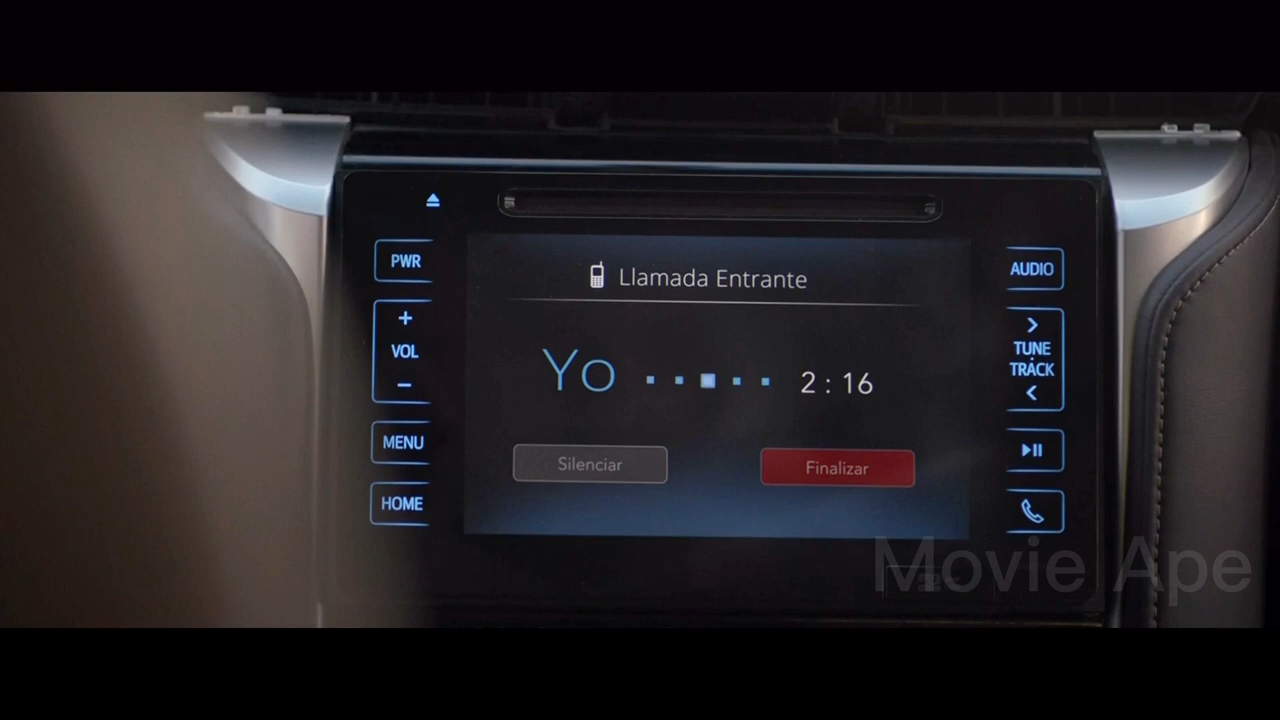 Llamada Entrante
PWR
AUDIO
+
VOL
-
>
TUNE
TRACK
<
Yo
2:16
MENU
Silenciar
Finalizar
HOME
Movie Ape